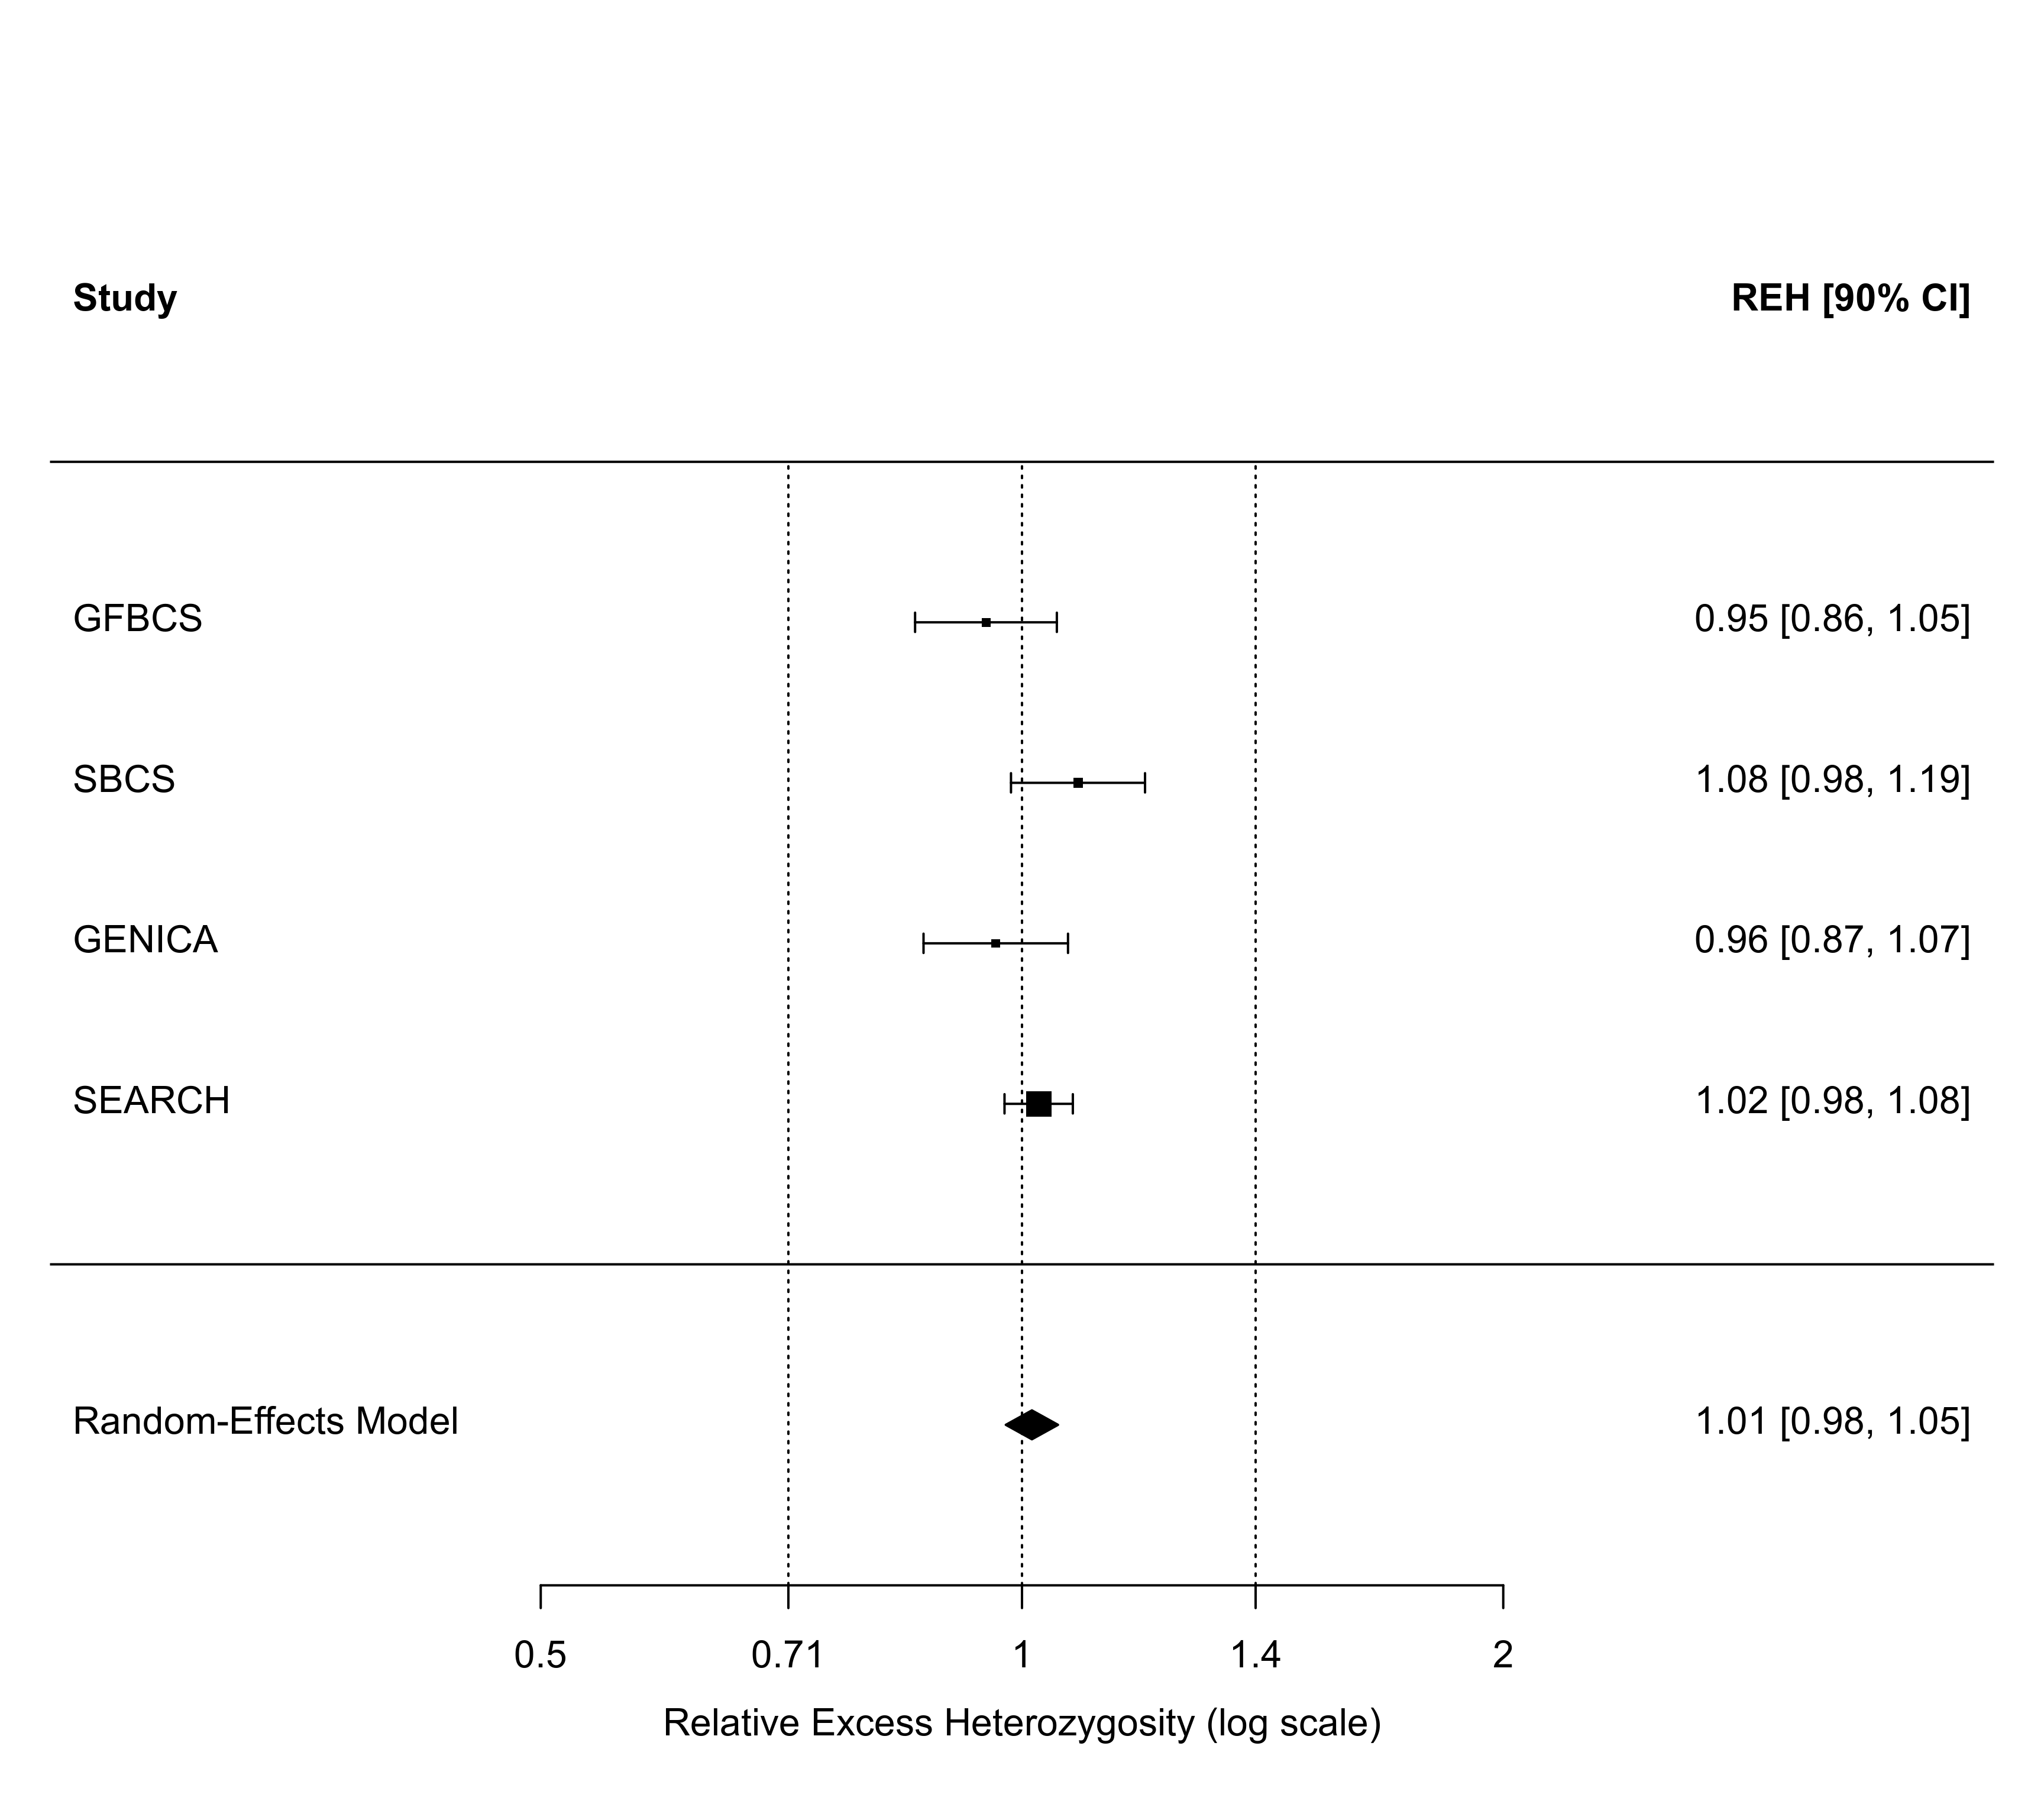 Study REH [90% CI]
GFBCS 0.95 [0.86, 1.05]
SBCS 1.08 [0.98, 1.19]
GENICA 0.96 [0.87, 1.07]
SEARCH 1.02 [0.98, 1.08]
Random-Effects Model 1.01 [0.98, 1.05]
0.5 0.71 1 1.4 2
Relative Excess Heterozygosity (log scale)